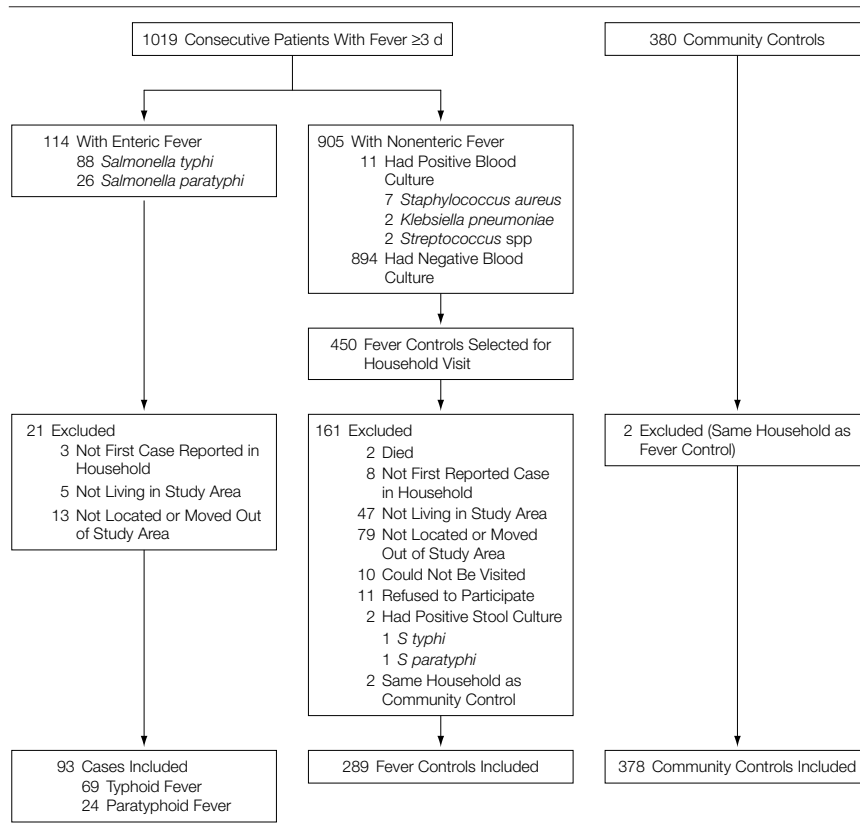 1019 Consecutive Patients With Fever ≥3 d
380 Community Controls
114 With Enteric Fever
88 Salmonella typhi
26 Salmonella paratyphi
905 With Nonenteric Fever
11 Had Positive Blood
Culture
7 Staphylococcus aureus
2 Klebsiella pneumoniae
2 Streptococcus spp
894 Had Negative Blood
Culture
450 Fever Controls Selected for
Household Visit
21 Excluded
3 Not First Case Reported in
Household
5 Not Living in Study Area
13 Not Located or Moved Out
of Study Area
161 Excluded
2 Died
8 Not First Reported Case
in Household
47 Not Living in Study Area
79 Not Located or Moved
Out of Study Area
10 Could Not Be Visited
11 Refused to Participate
2 Had Positive Stool Culture
1 S typhi
1 S paratyphi
2 Same Household as
Community Control
2 Excluded (Same Household as
Fever Control)
93 Cases Included
69 Typhoid Fever
24 Paratyphoid Fever
289 Fever Controls Included
378 Community Controls Included